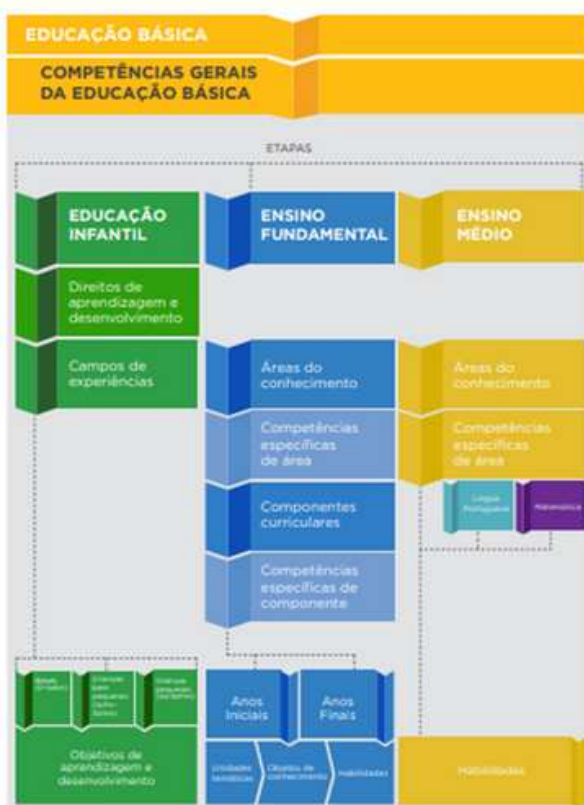 EDUCAÇÃO BÁSICA
COMPETÊNCIAS GERAIS
DA EDUCAÇÃO BÁSICA
ETAPAS
EDUCAÇÃO
INFANTIL
Direitos de
aprendizagem e
desenvolvimento
Campos de
experiências
Objetivos de
aprendizagem e
desenvolvimento
ENSINO
FUNDAMENTAL
Áreas do
conhecimento
Competências
específicas
de área
Componentes
curriculares
Competências
específicas de
componente
Anos
Iniciais
Anos
Finais
Unidades
temáticas
Objetos de
conhecimento
Habilidades
ENSINO
MÉDIO
Áreas do
conhecimento
Competências
específicas
de área
Língua
Portuguesa
Matemática
Habilidades